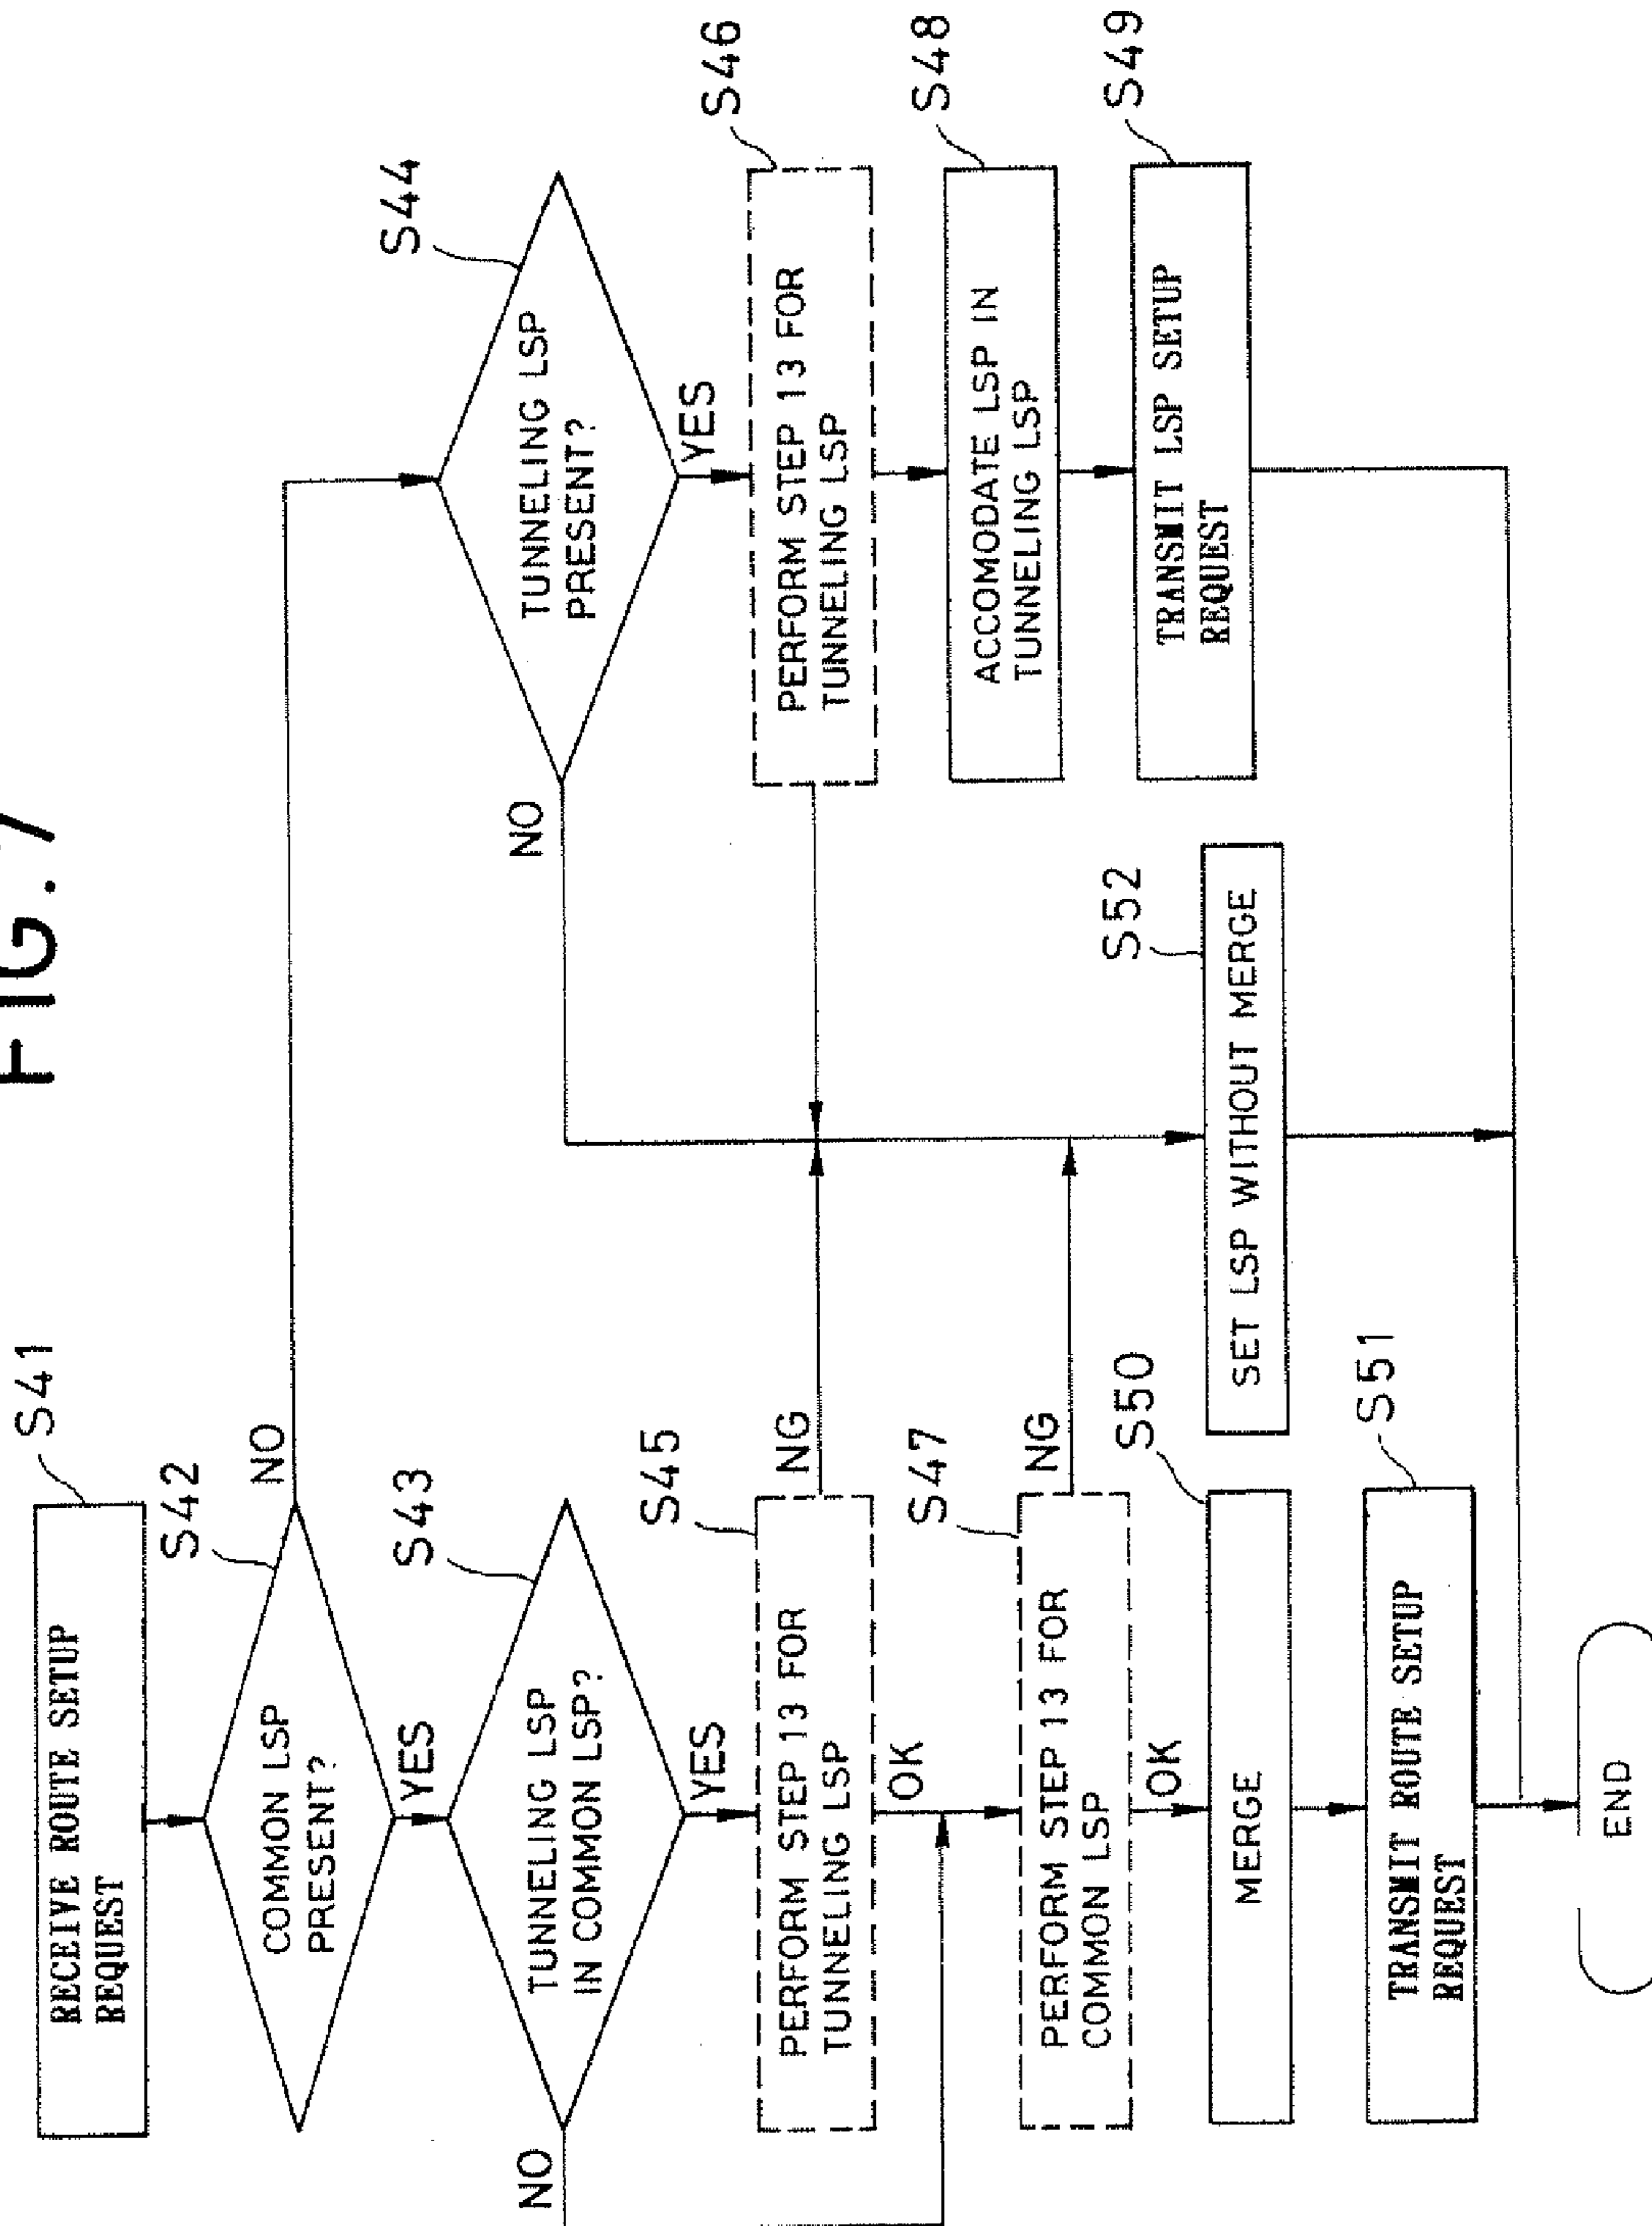 FIG.7
S41
RECEIVE ROUTE SETUP
REQUEST
S42
COMMON LSP
PRESENT?
NO
YES
S43
TUNNELING LSP
IN COMMON LSP?
NO
YES
S44
TUNNELING LSP
PRESENT?
NO
YES
S45
PERFORM STEP 13 FOR
TUNNELING LSP
NG
OK
S46
PERFORM STEP 13 FOR
TUNNELING LSP
S47
PERFORM STEP 13 FOR
COMMON LSP
NG
OK
S48
ACCOMODATE LSP IN
TUNNELING LSP
S49
TRANSMIT LSP SETUP
REQUEST
S50
MERGE
S52
SET LSP WITHOUT MERGE
S51
TRANSMIT ROUTE SETUP
REQUEST
END